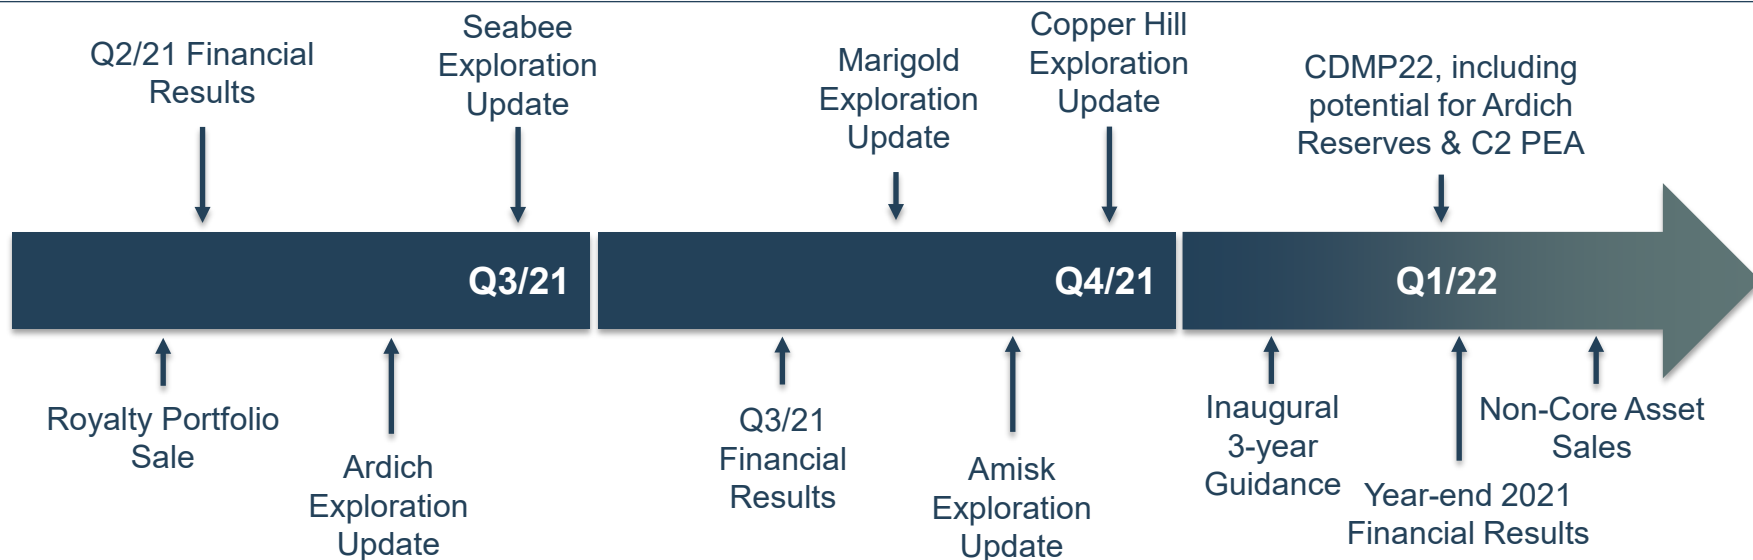 Q2/21 Financial
Results
Seabee
Exploration
Update
Marigold
Exploration
Update
Copper Hill
Exploration
Update
CDMP22, including
potential for Ardich
Reserves & C2 PEA
Q3/21
Q4/21
Q1/22
Royalty Portfolio
Sale
Ardich
Exploration
Update
Q3/21
Financial
Results
Amisk
Exploration
Update
Inaugural
3-year
Guidance
Year-end 2021
Financial Results
Non-Core Asset
Sales